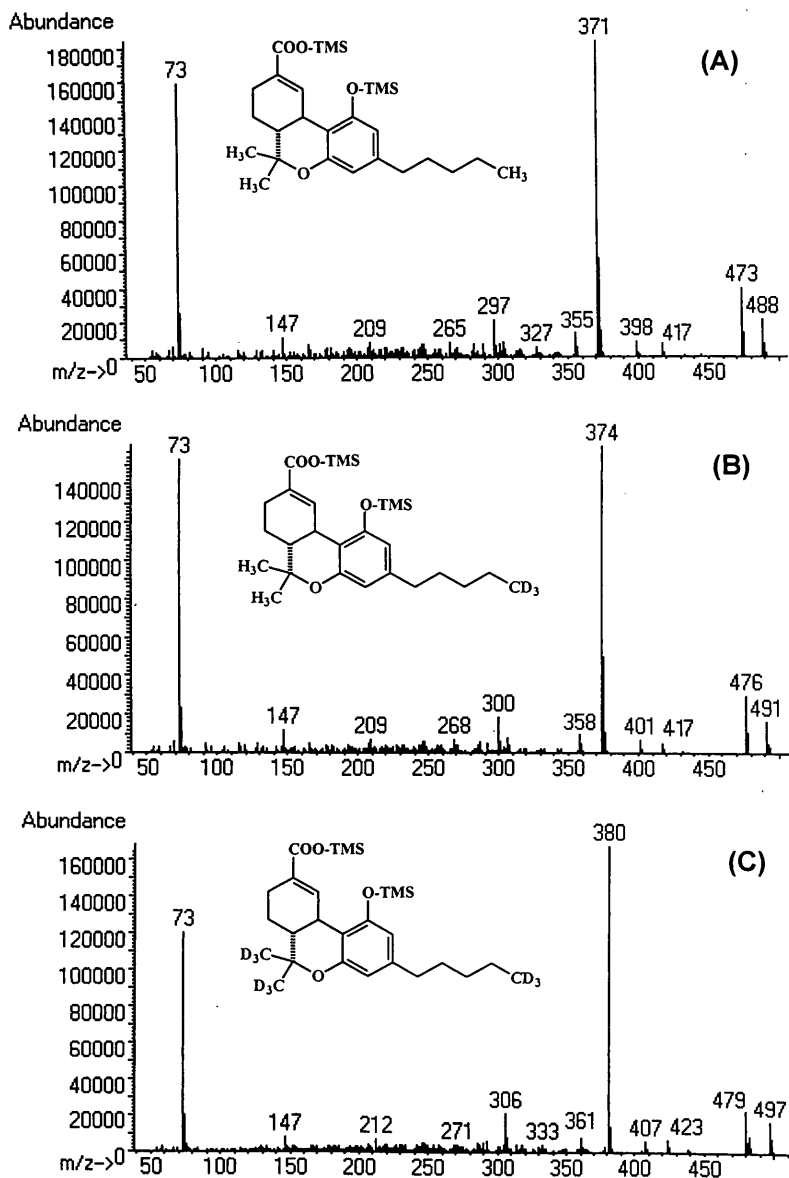 Abundance
371
(A)
180000
160000
140000
120000
100000
80000
60000
40000
20000
0
73
COO-TMS
O-TMS
H3C
H3C
O
CH3
147
209
265
297
327
355
398
417
473
488
m/z->
50 100 150 200 250 300 350 400 450
Abundance
374
(B)
140000
120000
100000
80000
60000
40000
20000
0
73
COO-TMS
O-TMS
H3C
H3C
O
CD3
147
209
268
300
358
401
417
476
491
m/z->
50 100 150 200 250 300 350 400 450
Abundance
380
(C)
160000
140000
120000
100000
80000
60000
40000
20000
0
73
COO-TMS
O-TMS
D3C
D3C
O
CD3
147
212
271
306
333
361
407
423
479
497
m/z->
50 100 150 200 250 300 350 400 450